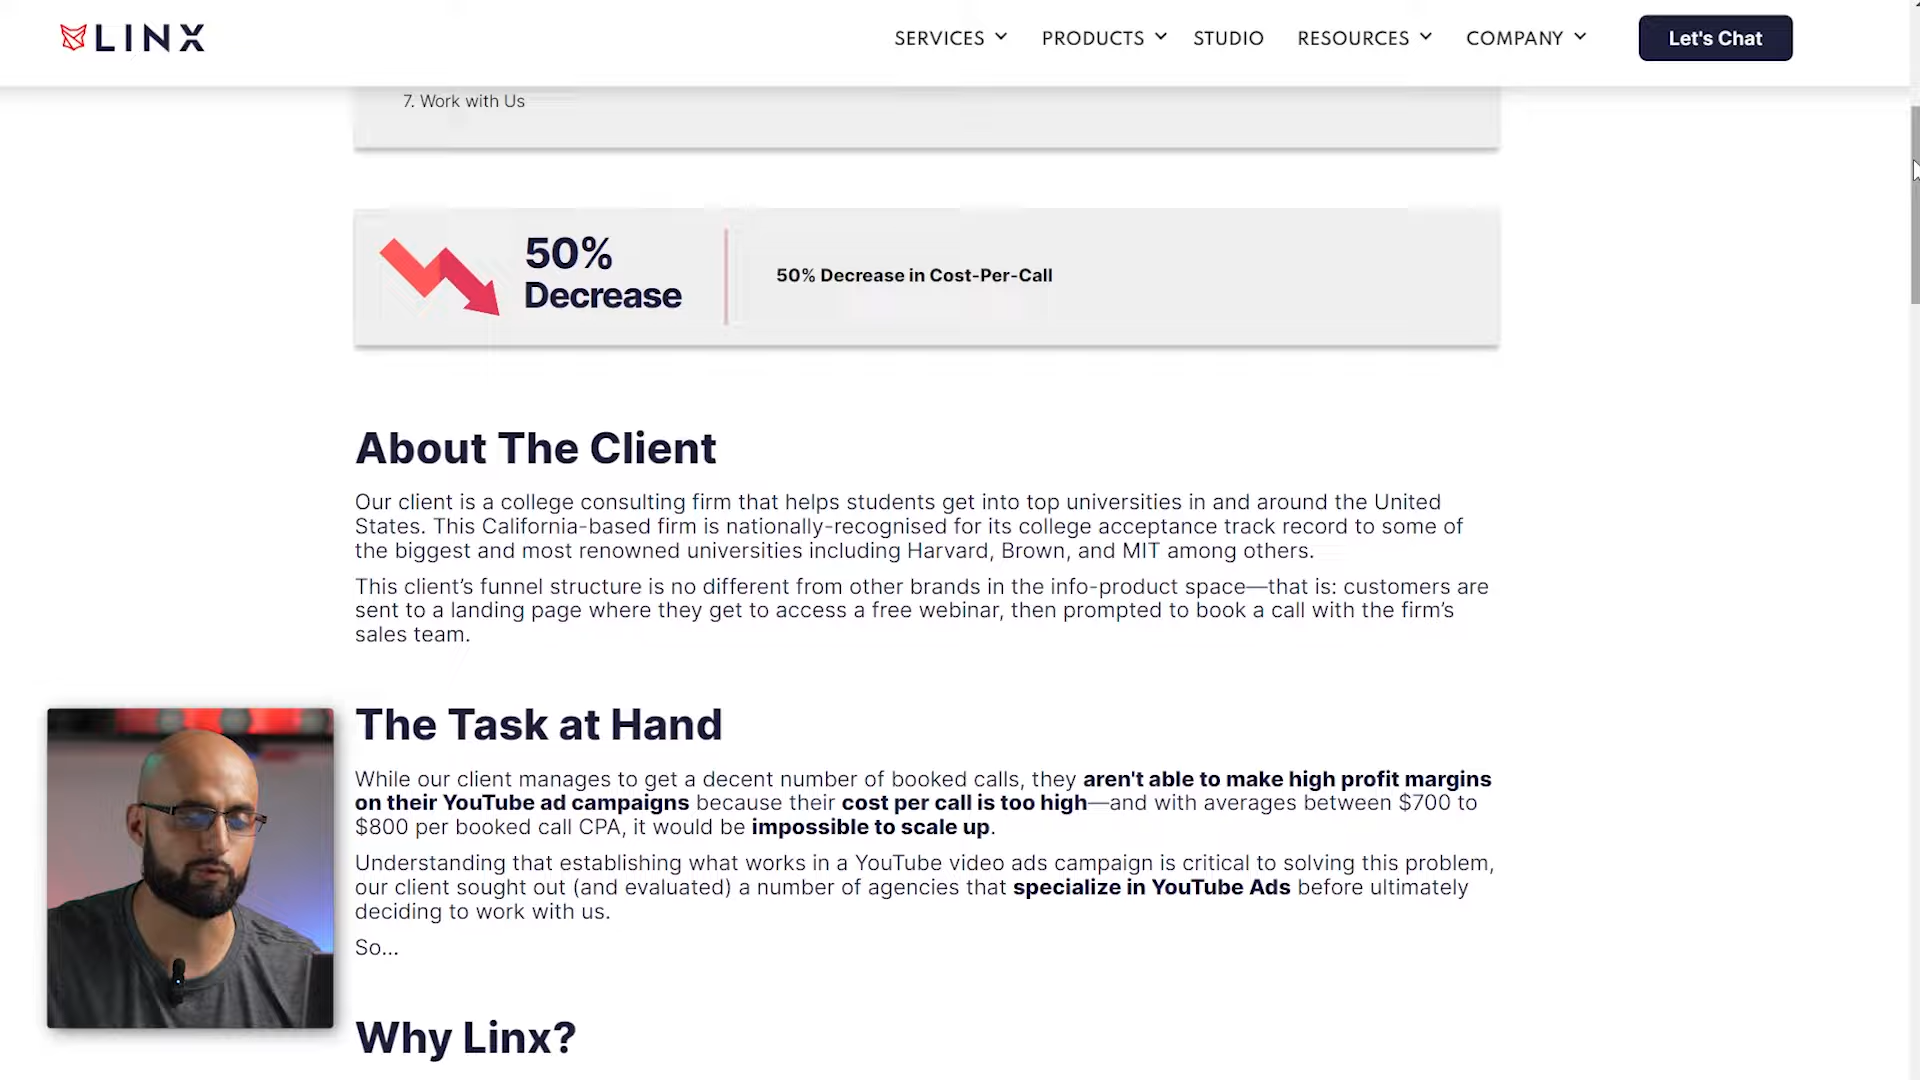 LINX
SERVICES
PRODUCTS
STUDIO
RESOURCES
COMPANY
Let's Chat
7. Work with Us
50%
Decrease
50% Decrease in Cost-Per-Call
About The Client
Our client is a college consulting firm that helps students get into top universities in and around the United
States. This California-based firm is nationally-recognised for its college acceptance track record to some of
the biggest and most renowned universities including Harvard, Brown, and MIT among others.
This client’s funnel structure is no different from other brands in the info-product space—that is: customers are
sent to a landing page where they get to access a free webinar, then prompted to book a call with the firm’s
sales team.
The Task at Hand
While our client manages to get a decent number of booked calls, they aren't able to make high profit margins
on their YouTube ad campaigns because their cost per call is too high—and with averages between $700 to
$800 per booked call CPA, it would be impossible to scale up.
Understanding that establishing what works in a YouTube video ads campaign is critical to solving this problem,
our client sought out (and evaluated) a number of agencies that specialize in YouTube Ads before ultimately
deciding to work with us.
So...
Why Linx?